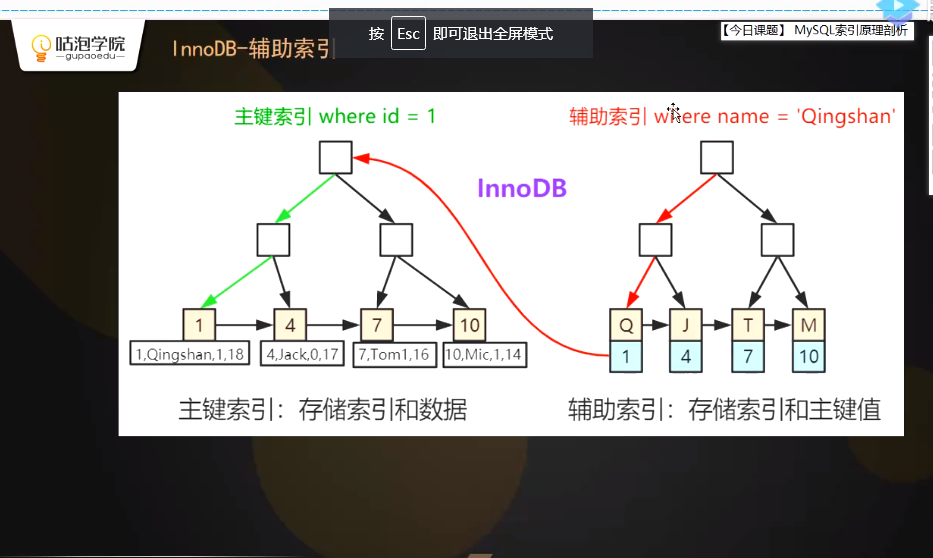 按 Esc 即可退出全屏模式
咕泡学院
—gupaoedu—
InnoDB-辅助索引
【今日课题】 MySQL索引原理剖析
主键索引 where id = 1
辅助索引 where name = 'Qingshan'
InnoDB
1 4 7 10
1,Qingshan,1,18 4,Jack,0,17 7,Tom1,16 10,Mic,1,14
Q J T M
1 4 7 10
主键索引：存储索引和数据
辅助索引：存储索引和主键值